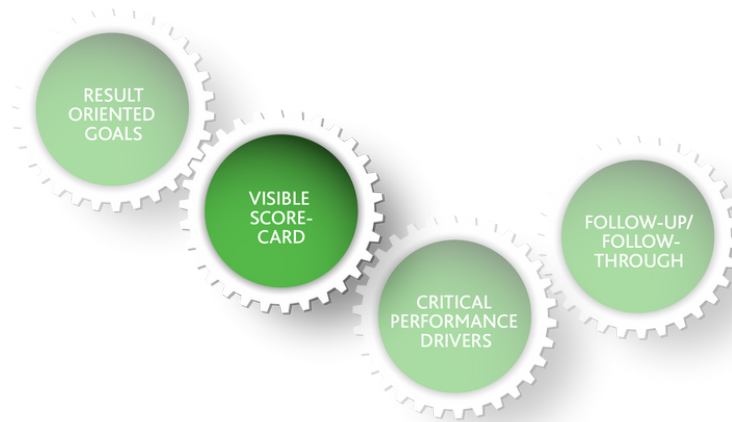 RESULT
ORIENTED
GOALS
VISIBLE
SCORE-
CARD
CRITICAL
PERFORMANCE
DRIVERS
FOLLOW-UP/
FOLLOW-
THROUGH